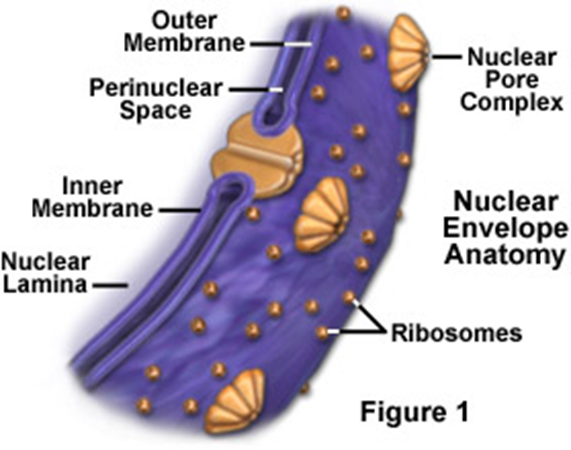 Outer
Membrane
Perinuclear
Space
Nuclear
Pore
Complex
Inner
Membrane
Nuclear
Envelope
Anatomy
Nuclear
Lamina
Ribosomes
Figure 1